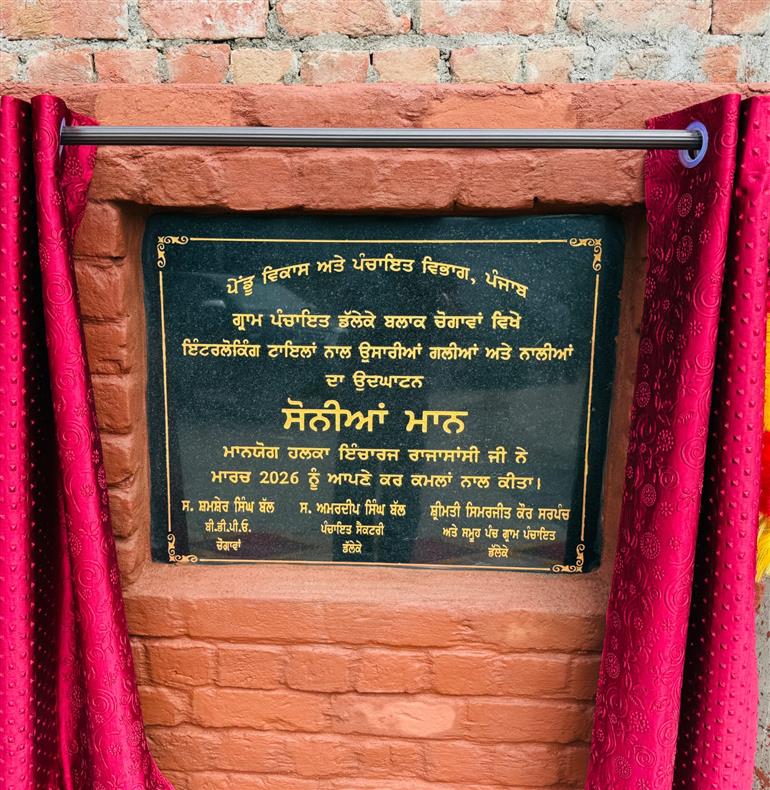 ਪੇਂਡੂ ਵਿਕਾਸ ਅਤੇ ਪੰਚਾਇਤ ਵਿਭਾਗ, ਪੰਜਾਬ
ਗ੍ਰਾਮ ਪੰਚਾਇਤ ਡੱਲੇਕੇ ਬਲਾਕ ਚੋਗਾਵਾਂ ਵਿਖੇ
ਇੰਟਰਲੋਕਿੰਗ ਟਾਇਲਾਂ ਨਾਲ ਉਸਾਰੀਆਂ ਗਲੀਆਂ ਅਤੇ ਨਾਲੀਆਂ
ਦਾ ਉਦਘਾਟਨ
ਸੋਨੀਆਂ ਮਾਨ
ਮਾਨਯੋਗ ਹਲਕਾ ਇੰਚਾਰਜ ਰਾਜਾਸਾਂਸੀ ਜੀ ਨੇ
ਮਾਰਚ 2026 ਨੂੰ ਆਪਣੇ ਕਰ ਕਮਲਾਂ ਨਾਲ ਕੀਤਾ।
ਸ. ਸ਼ਮਸ਼ੇਰ ਸਿੰਘ ਬੱਲ ਸ. ਅਮਰਦੀਪ ਸਿੰਘ ਬੱਲ ਸ਼੍ਰੀਮਤੀ ਸਿਮਰਜੀਤ ਕੌਰ ਸਰਪੰਚ
ਬੀ.ਡੀ.ਪੀ.ਓ. ਪੰਚਾਇਤ ਸੈਕਟਰੀ ਅਤੇ ਸਮੂਹ ਪੰਚ ਗ੍ਰਾਮ ਪੰਚਾਇਤ
ਚੋਗਾਵਾਂ ਡੱਲੇਕੇ ਡੱਲੇਕੇ